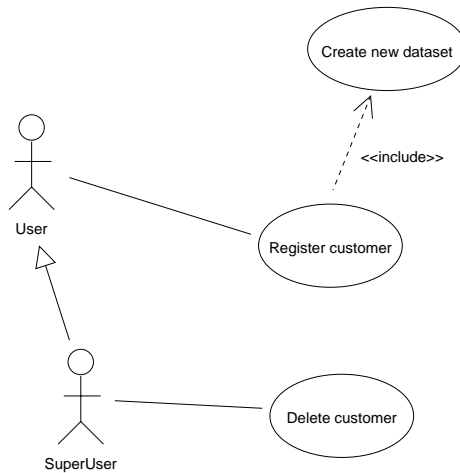 Create new dataset
<<include>>
User
Register customer
Delete customer
SuperUser